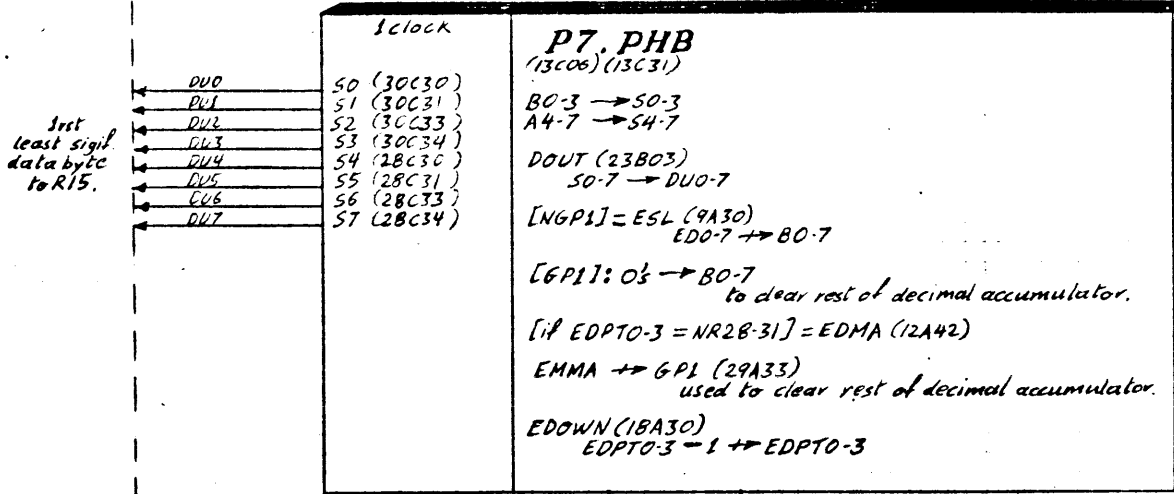 1clock
P7. PHB
(13C06)(13C31)
DU0 S0 (30C30)
DU1 S1 (30C31)
DU2 S2 (30C33)
DU3 S3 (30C34)
DU4 S4 (28C30)
DU5 S5 (28C31)
DU6 S6 (28C33)
DU7 S7 (28C34)
1rst
least sigif.
data byte
to R15.
B0-3 → S0-3
A4-7 → S4-7
DOUT (23B03)
S0-7 → DU0-7
[NGP1] = ESL (9A30)
ED0-7 +→ B0-7
[GP1]: 0's → B0-7
to clear rest of decimal accumulator.
[if EDPT0-3 = NR28-31] = EDMA (12A42)
EMMA +→ GP1 (29A33)
used to clear rest of decimal accumulator.
EDOWN (18A30)
EDPT0-3 - 1 +→ EDPT0-3